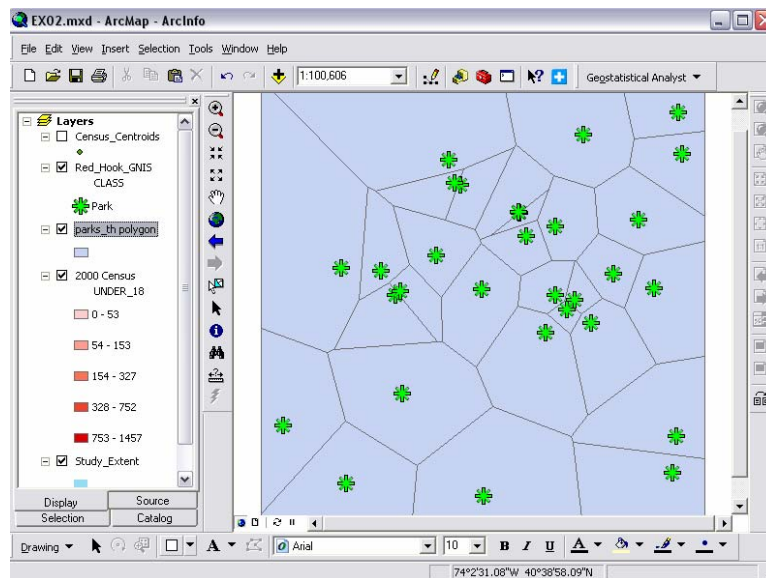 EX02.mxd - ArcMap - ArcInfo
File Edit View Insert Selection Tools Window Help
1:100,606
Geostatistical Analyst
Layers
Census_Centroids
Red_Hook_GNIS
CLASS
Park
parks_th polygon
2000 Census
UNDER_18
0 - 53
54 - 153
154 - 327
328 - 752
753 - 1457
Study_Extent
Display Source
Selection Catalog
Drawing A Arial 10 B I U A
74°2'31.08"W 40°38'58.09"N